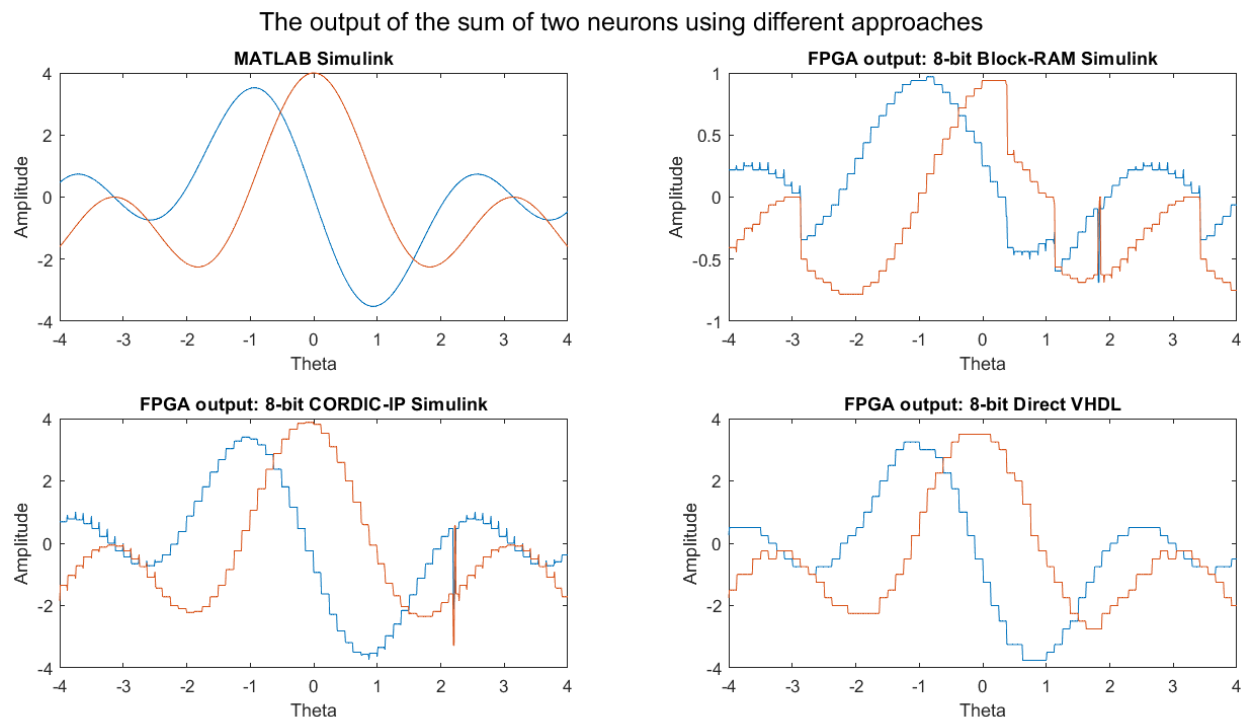 The output of the sum of two neurons using different approaches
MATLAB Simulink
4
2
0
-2
-4
Amplitude
-4 -3 -2 -1 0 1 2 3 4
Theta
FPGA output: 8-bit Block-RAM Simulink
1
0.5
0
-0.5
-1
Amplitude
-4 -3 -2 -1 0 1 2 3 4
Theta
FPGA output: 8-bit CORDIC-IP Simulink
4
2
0
-2
-4
Amplitude
-4 -3 -2 -1 0 1 2 3 4
Theta
FPGA output: 8-bit Direct VHDL
4
2
0
-2
-4
Amplitude
-4 -3 -2 -1 0 1 2 3 4
Theta